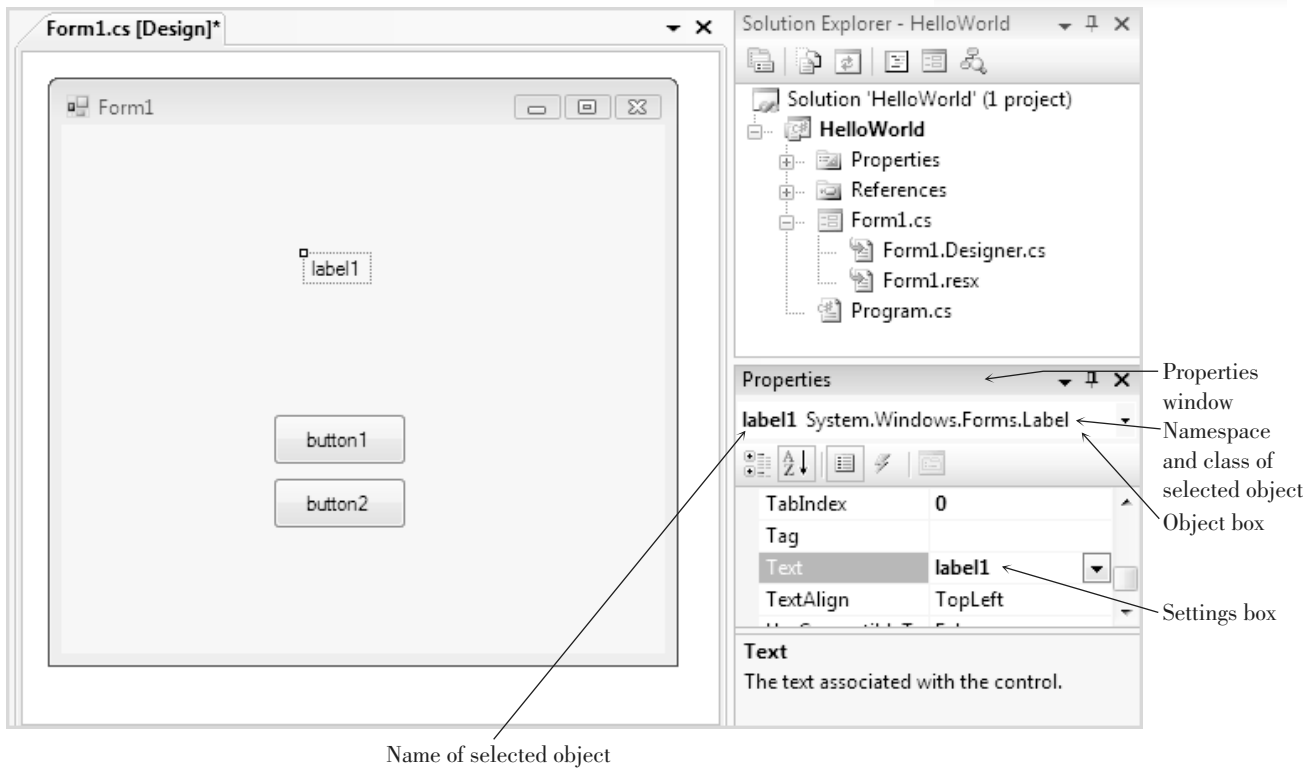 Form1.cs [Design]*
Form1
label1
button1
button2
Solution Explorer - HelloWorld
Solution 'HelloWorld' (1 project)
HelloWorld
Properties
References
Form1.cs
Form1.Designer.cs
Form1.resx
Program.cs
Properties
label1 System.Windows.Forms.Label
TabIndex 0
Tag
Text label1
TextAlign TopLeft
Text
The text associated with the control.
Properties
window
Namespace
and class of
selected object
Object box
Settings box
Name of selected object